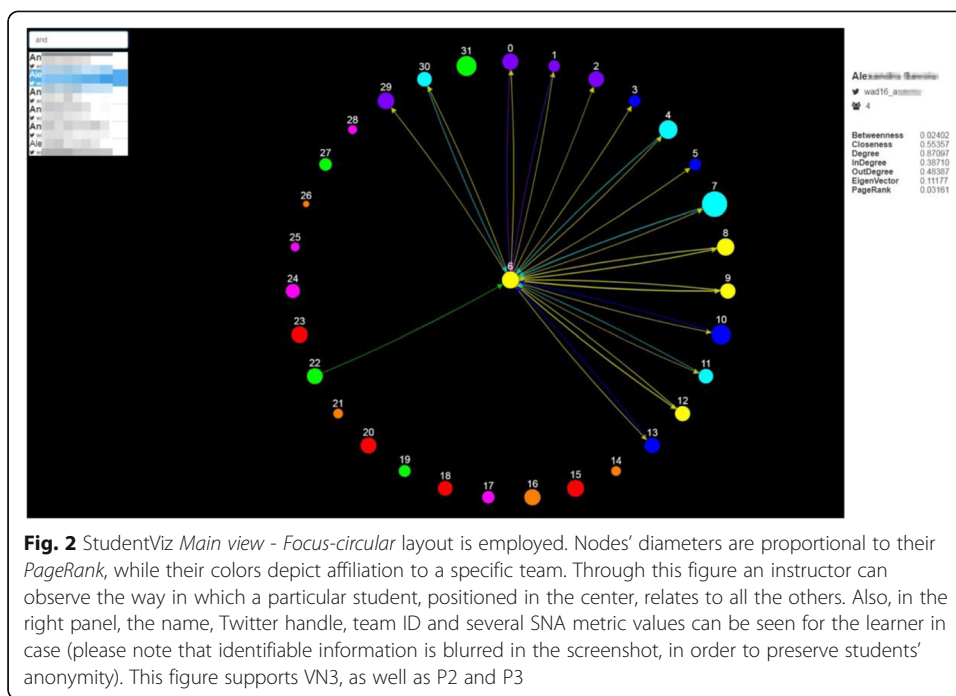 and
An
Ale
An
An
An
Ale
31
0
1
2
30
3
29
4
28
5
27
7
26
8
25
6
9
24
10
23
11
22
12
21
13
20
14
19
15
18
17
16
wad16_a
4
Betweenness 0.02402
Closeness 0.55357
Degree 0.87097
InDegree 0.38710
OutDegree 0.48387
EigenVector 0.11177
PageRank 0.03161
Fig. 2 StudentViz Main view - Focus-circular layout is employed. Nodes’ diameters are proportional to their
PageRank, while their colors depict affiliation to a specific team. Through this figure an instructor can
observe the way in which a particular student, positioned in the center, relates to all the others. Also, in the
right panel, the name, Twitter handle, team ID and several SNA metric values can be seen for the learner in
case (please note that identifiable information is blurred in the screenshot, in order to preserve students’
anonymity). This figure supports VN3, as well as P2 and P3